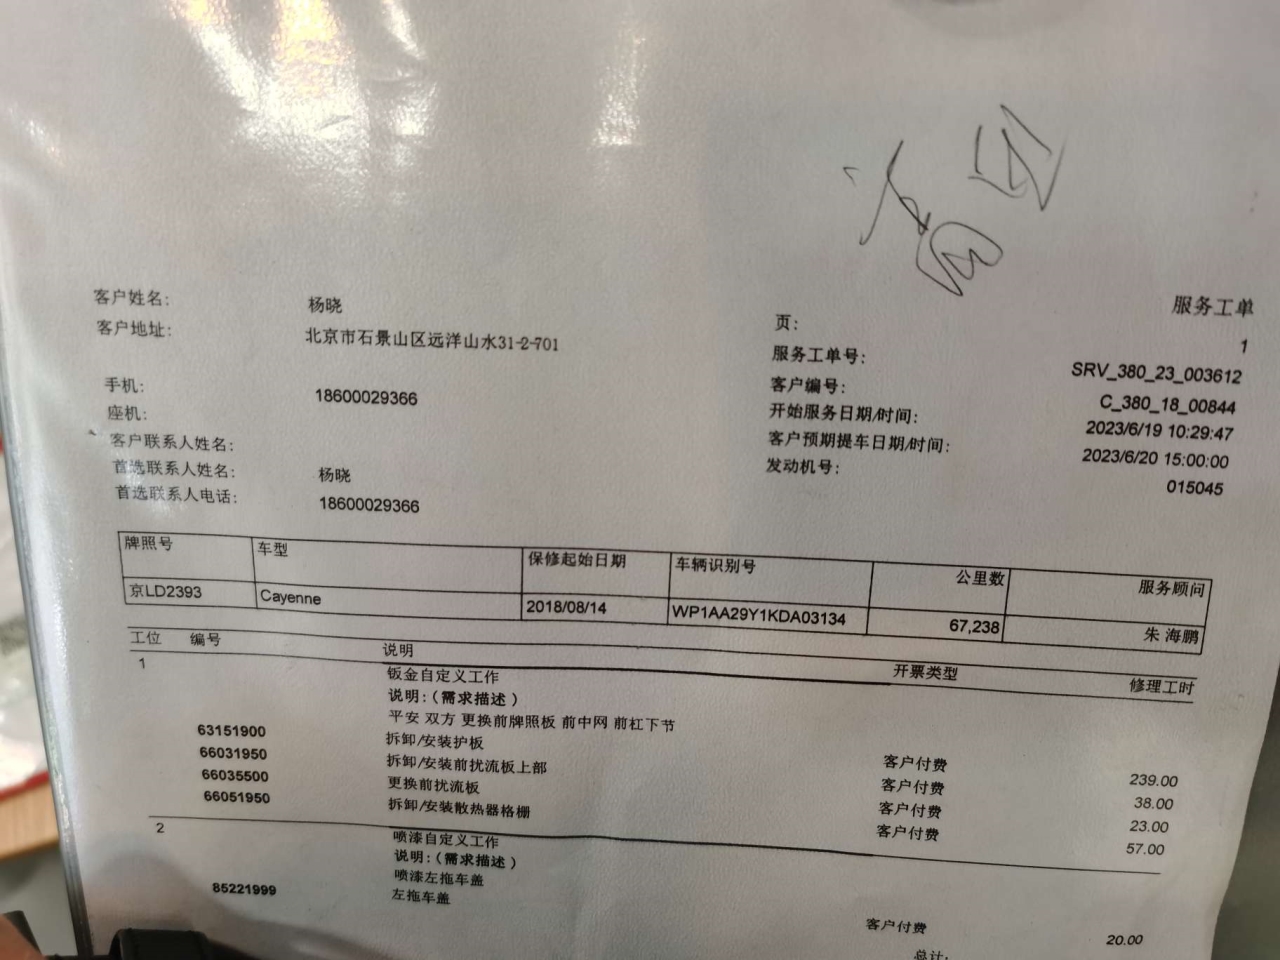 服务工单
客户姓名: 杨晓
客户地址: 北京市石景山区远洋山水31-2-701
手机: 18600029366
座机:
客户联系人姓名:
首选联系人姓名: 杨晓
首选联系人电话: 18600029366
页: 1
服务工单号: SRV_380_23_003612
客户编号: C_380_18_00844
开始服务日期/时间: 2023/6/19 10:29:47
客户预期提车日期/时间: 2023/6/20 15:00:00
发动机号: 015045
牌照号 车型 保修起始日期 车辆识别号 公里数 服务顾问
京LD2393 Cayenne 2018/08/14 WP1AA29Y1KDA03134 67,238 朱 海鹏
工位 编号 说明 开票类型 修理工时
1 钣金自定义工作
说明:(需求描述)
平安 双方 更换前牌照板 前中网 前杠下节
63151900 拆卸/安装护板 客户付费 239.00
66031950 拆卸/安装前扰流板上部 客户付费 38.00
66035500 更换前扰流板 客户付费 23.00
66051950 拆卸/安装散热器格栅 客户付费 57.00
2 喷漆自定义工作
说明:(需求描述)
喷漆左拖车盖
85221999 左拖车盖 客户付费 20.00
总计: